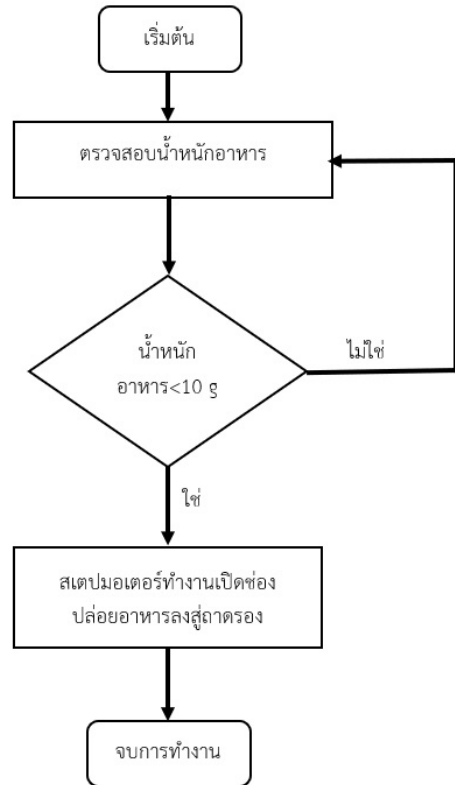 เริ่มต้น
ตรวจสอบน้ำหนักอาหาร
น้ำหนัก
อาหาร<10 g
ไม่ใช่
ใช่
สเตปมอเตอร์ทำงานเปิดช่อง
ปล่อยอาหารลงสู่ถาดรอง
จบการทำงาน